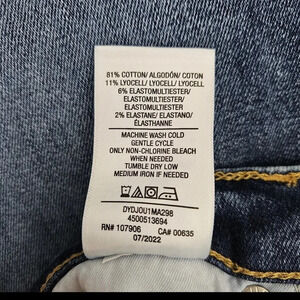 81% COTTON/ ALGODÓN/ COTON
11% LYOCELL/ LYOCELL/ LYOCELL
6% ELASTOMULTIESTER/
ELASTOMULTIÉSTER/
ELASTOMULTIESTER
2% ELASTANE/ ELASTANO/
ÉLASTHANNE
MACHINE WASH COLD
GENTLE CYCLE
ONLY NON-CHLORINE BLEACH
WHEN NEEDED
TUMBLE DRY LOW
MEDIUM IRON IF NEEDED
DYDJ0U1MA298
4500513694
RN# 107906 CA# 00635
07/2022